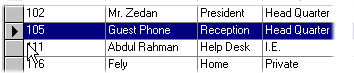 102 Mr. Zedan President Head Quarter
105 Guest Phone Reception Head Quarter
111 Abdul Rahman Help Desk I.E.
116 Fely Home Private